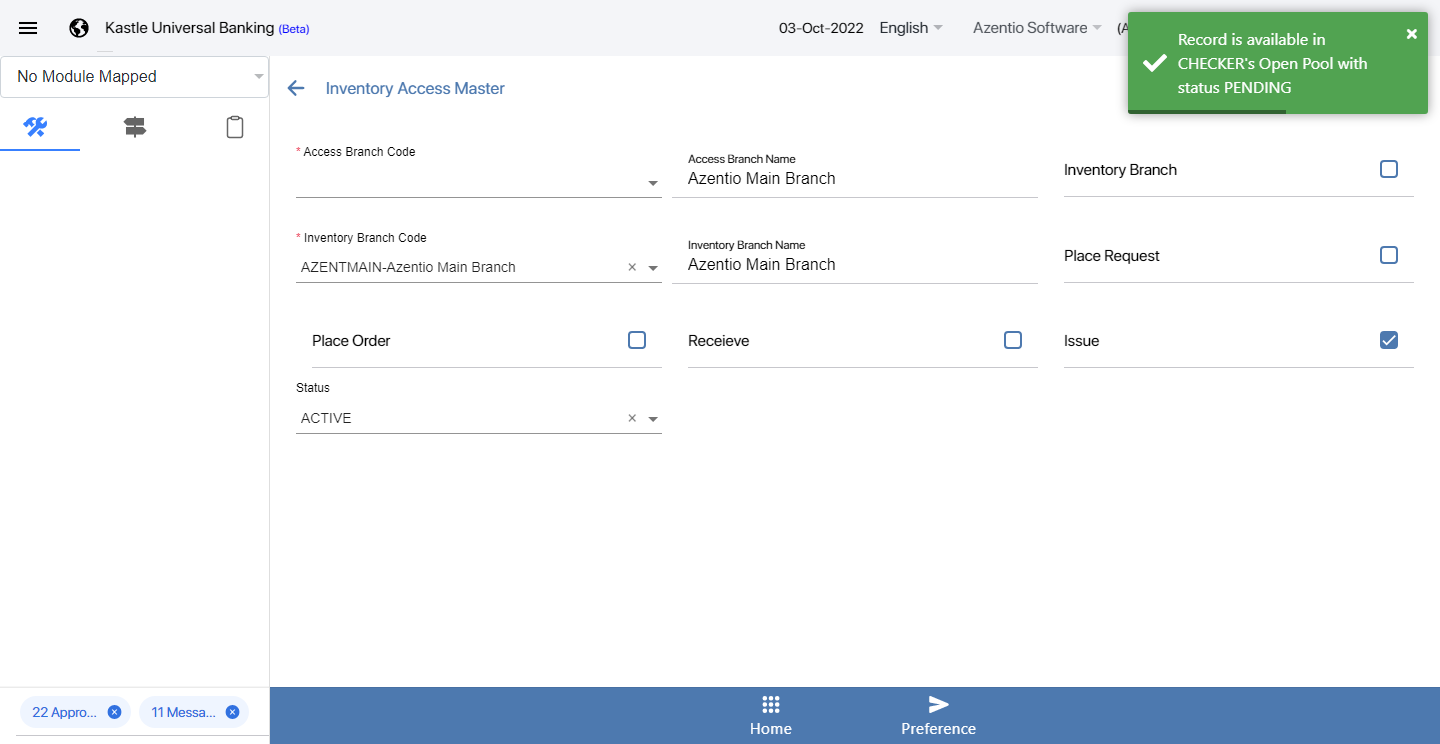 Kastle Universal Banking (Beta)
03-Oct-2022
English
Azentio Software
(A
Record is available in
CHECKER's Open Pool with
status PENDING
No Module Mapped
Inventory Access Master
* Access Branch Code
Access Branch Name
Azentio Main Branch
Inventory Branch
* Inventory Branch Code
AZENTMAIN-Azentio Main Branch
Inventory Branch Name
Azentio Main Branch
Place Request
Place Order
Receieve
Issue
Status
ACTIVE
22 Appro...
11 Messa...
Home
Preference